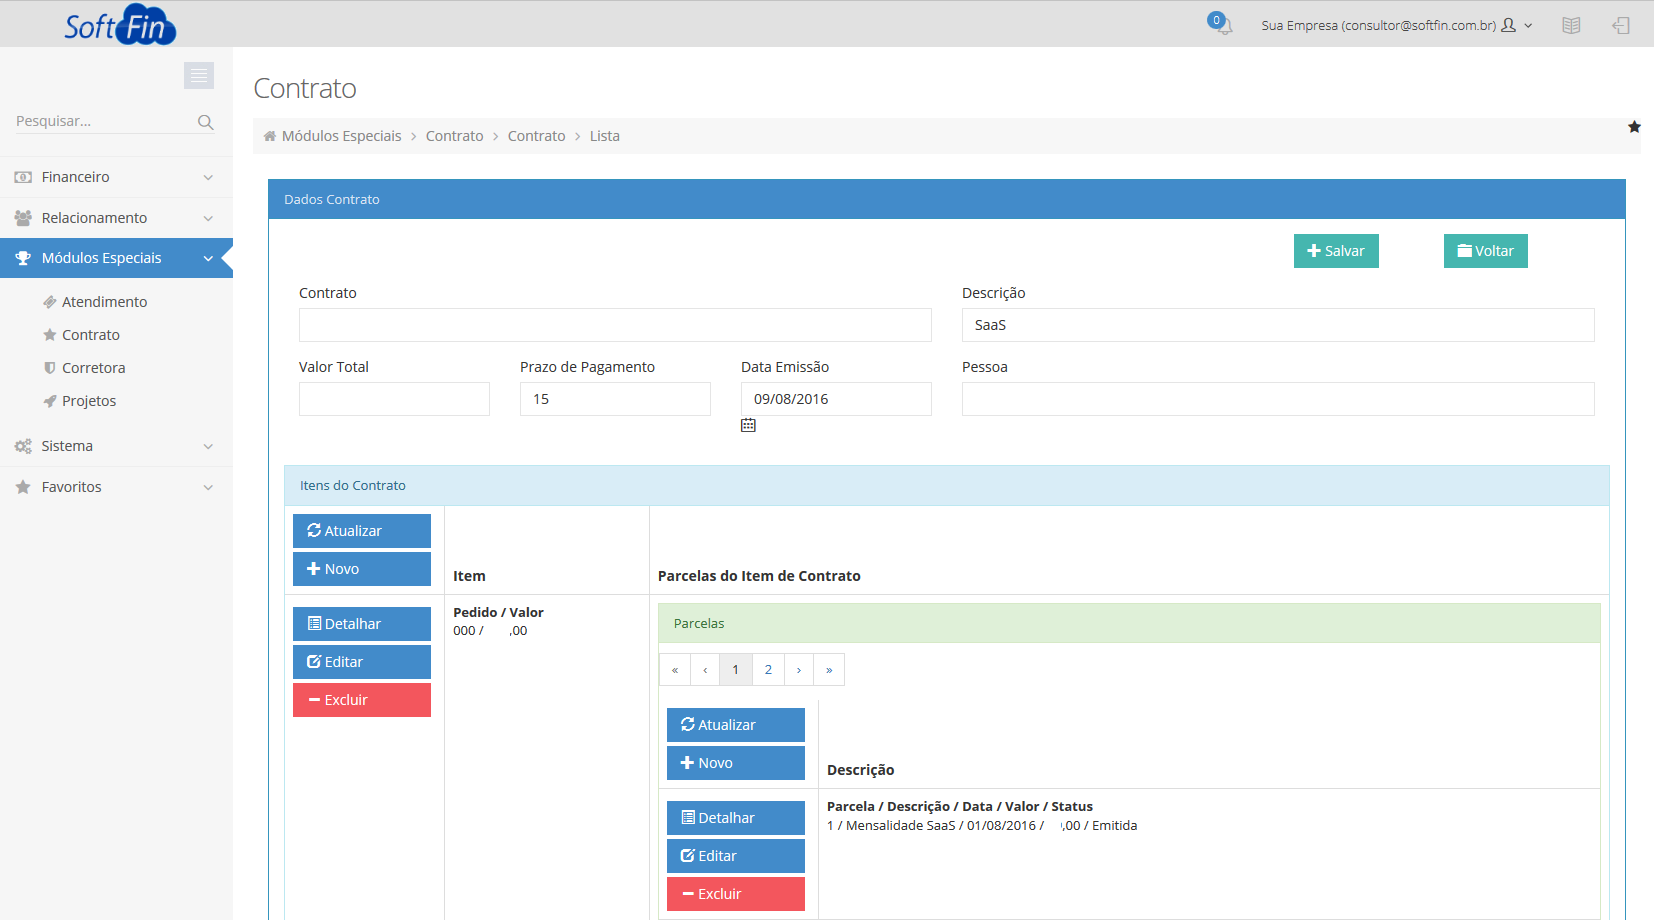 Soft Fin
0
Sua Empresa (consultor@softfin.com.br)
Pesquisar...
Financeiro
Relacionamento
Módulos Especiais
Atendimento
Contrato
Corretora
Projetos
Sistema
Favoritos
Contrato
Módulos Especiais > Contrato > Contrato > Lista
Dados Contrato
Salvar
Voltar
Contrato
Descrição
SaaS
Valor Total
Prazo de Pagamento
Data Emissão
Pessoa
15
09/08/2016
Itens do Contrato
Atualizar
Novo
Item
Parcelas do Item de Contrato
Detalhar
Editar
Excluir
Pedido / Valor
000 / ,00
Parcelas
« ‹ 1 2 › »
Atualizar
Novo
Descrição
Detalhar
Editar
Excluir
Parcela / Descrição / Data / Valor / Status
1 / Mensalidade SaaS / 01/08/2016 / ,00 / Emitida